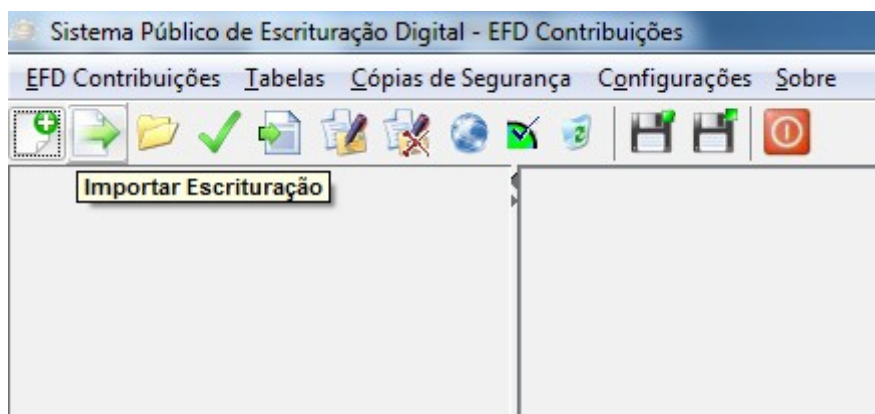 Sistema Público de Escrituração Digital - EFD Contribuições
EFD Contribuições Tabelas Cópias de Segurança Configurações Sobre
Importar Escrituração